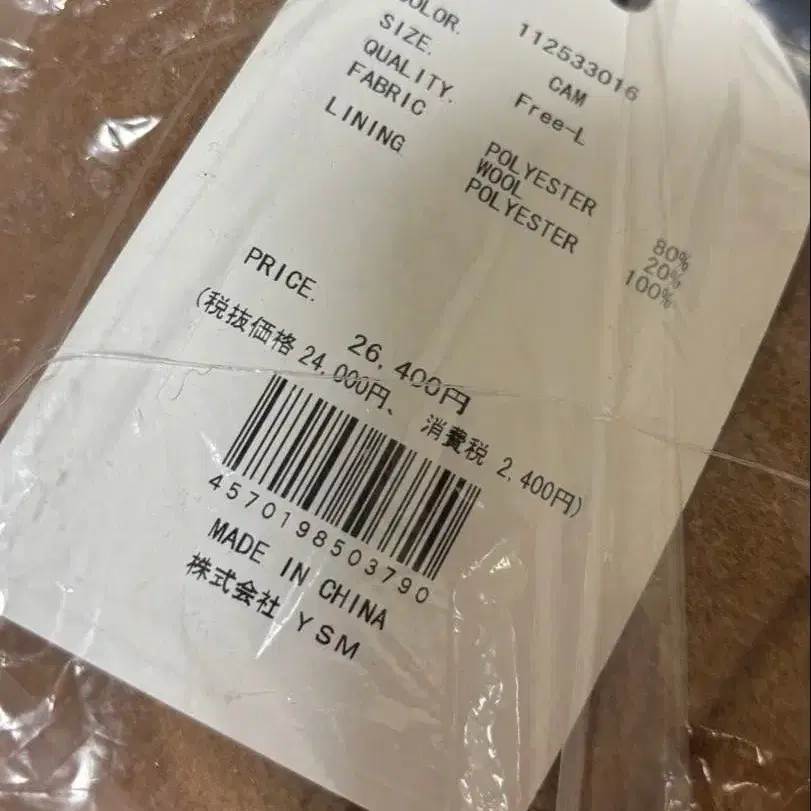 112533016
COLOR. CAM
SIZE. Free-L
QUALITY.
FABRIC POLYESTER 80%
WOOL 20%
LINING POLYESTER 100%
PRICE. 26,400円
(税抜価格 24,000円、 消費税 2,400円)
4570198503790
MADE IN CHINA
株式会社 YSM